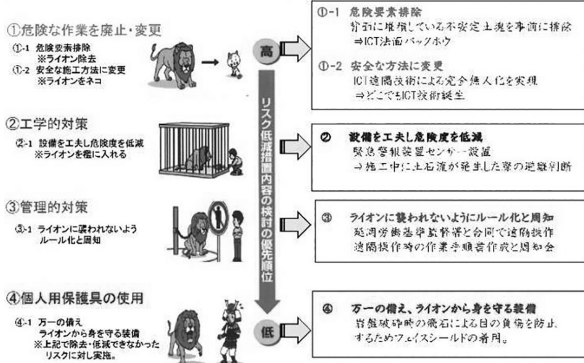 ①危険な作業を廃止・変更
①-1 危険要素排除
※ライオン除去
①-2 安全な施工方法に変更
※ライオンをネコ
②工学的対策
②-1 設備を工夫し危険度を低減
※ライオンを檻に入れる
③管理的対策
③-1 ライオンに襲われないよう
ルール化と周知
④個人用保護具の使用
④-1 万一の備え
ライオンから身を守る装備
※上記で除去・低減できなかった
リスクに対し実施。
高
リスク低減措置内容の検討の優先順位
低
①-1 危険要素排除
に堆積している不安定土塊を事前に排除
⇒ICT法面バックホウ
①-2 安全な方法に変更
ICT遠隔技術による完全無人化を実現
⇒どこでもICT技術誕生
② 設備を工夫し危険度を低減
緊急警報装置センサー設置
⇒施工中に土石流が発生した際の避難判断
③ ライオンに襲われないようにルール化と周知
延岡労働基準監督署と合同で遠隔操作
遠隔操作時の作業手順書作成と周知会
④ 万一の備え、ライオンから身を守る装備
岩盤破砕時の飛石による目の負傷を防止
するためフェイスシールドの着用。